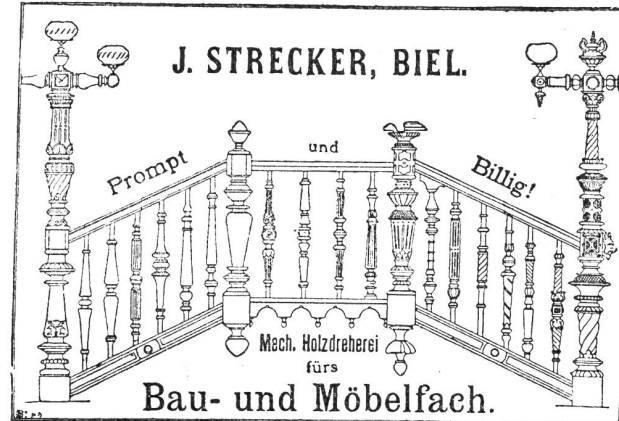 J. STRECKER, BIEL.
Prompt
und
Billig!
Mech. Holzdreherei
fürs
Bau- und Möbelfach.